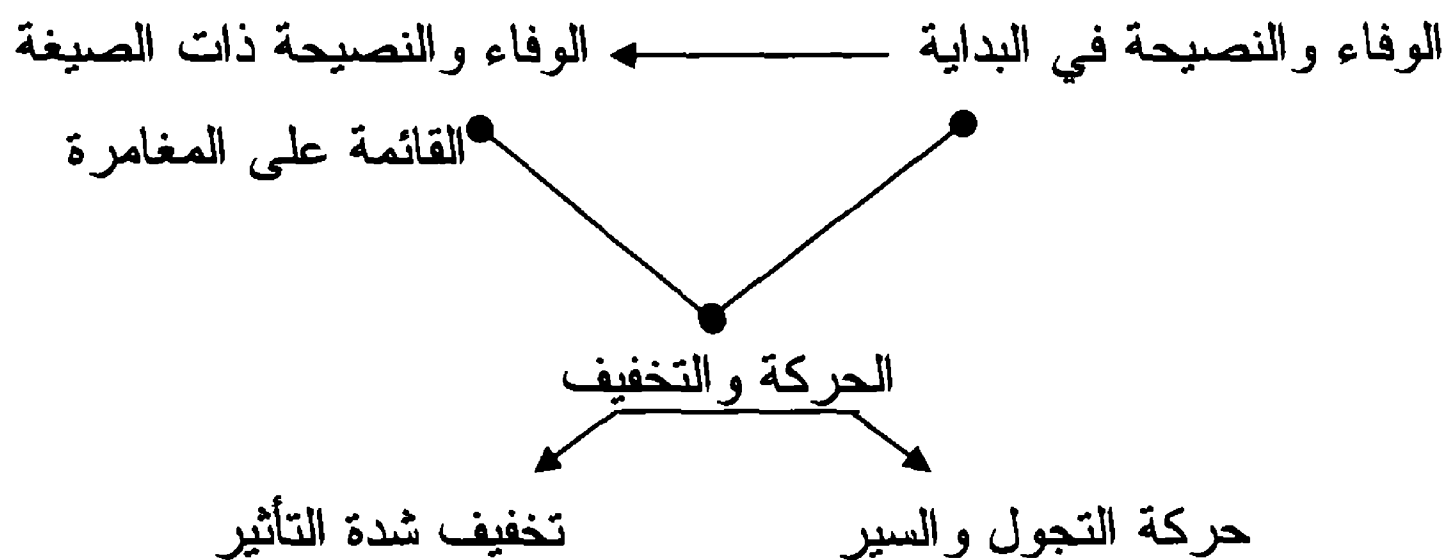 الوفاء والنصيحة في البداية الوفاء والنصيحة ذات الصيغة
القائمة على المغامرة
الحركة والتخفيف
حركة التجول والسير تخفيف شدة التأثير